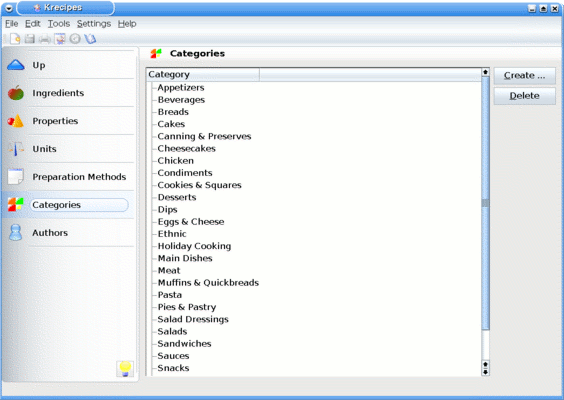 Krecipes
File Edit Tools Settings Help
Up
Ingredients
Properties
Units
Preparation Methods
Categories
Authors
Categories
Category
Appetizers
Beverages
Breads
Cakes
Canning & Preserves
Cheesecakes
Chicken
Condiments
Cookies & Squares
Desserts
Dips
Eggs & Cheese
Ethnic
Holiday Cooking
Main Dishes
Meat
Muffins & Quickbreads
Pasta
Pies & Pastry
Salad Dressings
Salads
Sandwiches
Sauces
Snacks
Create ...
Delete